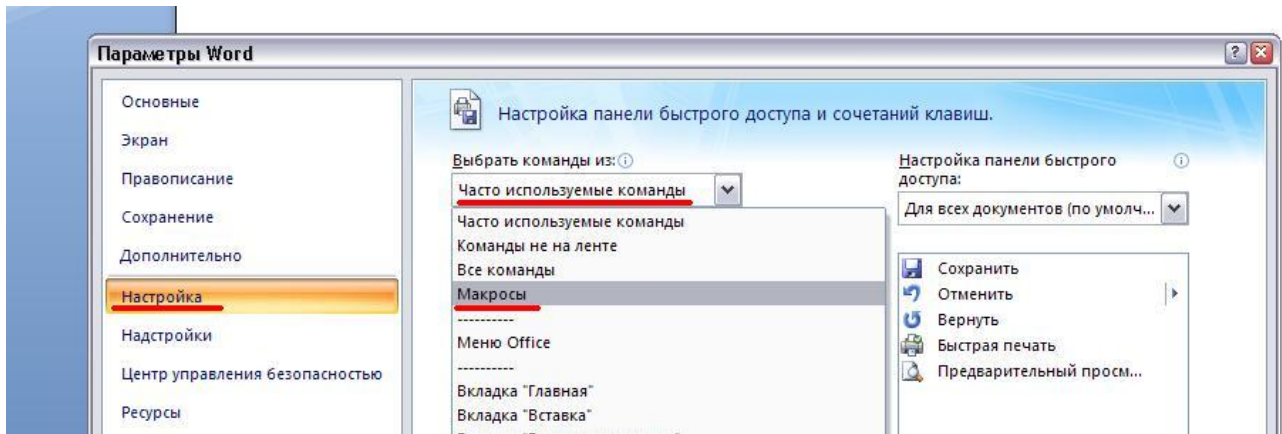 Параметры Word
Основные
Экран
Правописание
Сохранение
Дополнительно
Настройка
Надстройки
Центр управления безопасностью
Ресурсы
Настройка панели быстрого доступа и сочетаний клавиш.
Выбрать команды из:
Часто используемые команды
Часто используемые команды
Команды не на ленте
Все команды
Макросы
----------
Меню Office
----------
Вкладка "Главная"
Вкладка "Вставка"
Настройка панели быстрого
доступа:
Для всех документов (по умолч...
Сохранить
Отменить
Вернуть
Быстрая печать
Предварительный просм...